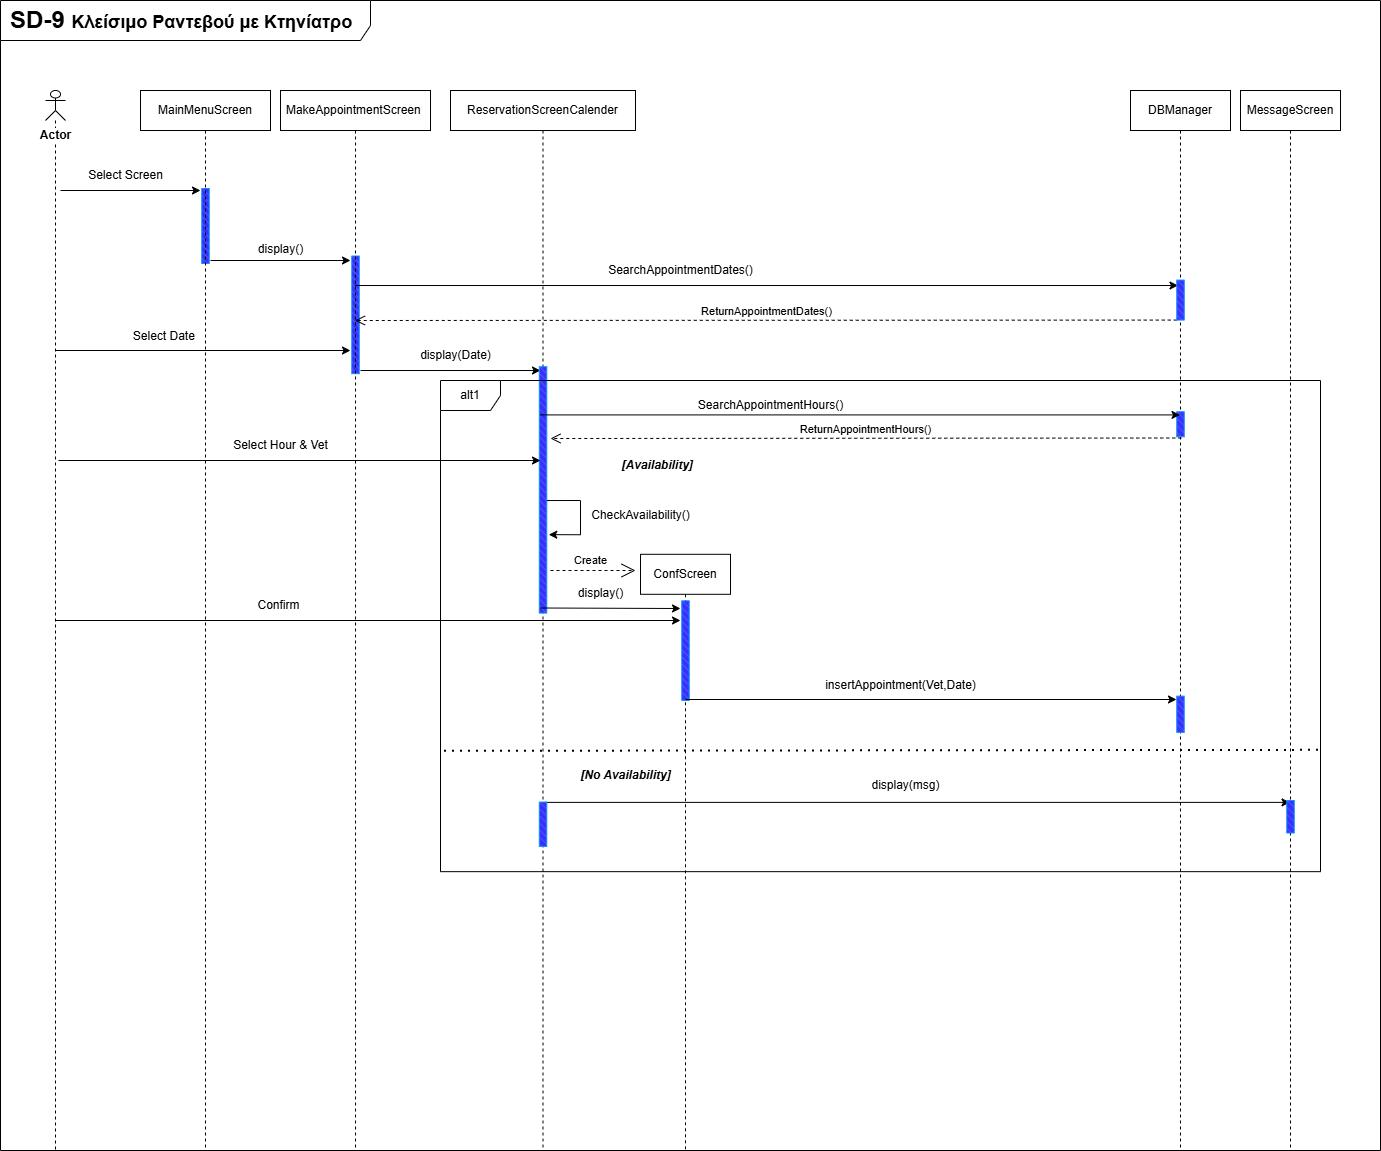 SD-9 Κλείσιμο Ραντεβού με Κτηνίατρο
Actor
MainMenuScreen
MakeAppointmentScreen
ReservationScreenCalender
DBManager
MessageScreen
Select Screen
display()
SearchAppointmentDates()
ReturnAppointmentDates()
Select Date
display(Date)
alt1
SearchAppointmentHours()
ReturnAppointmentHours()
Select Hour & Vet
[Availability]
CheckAvailability()
Create
ConfScreen
display()
Confirm
insertAppointment(Vet,Date)
[No Availability]
display(msg)